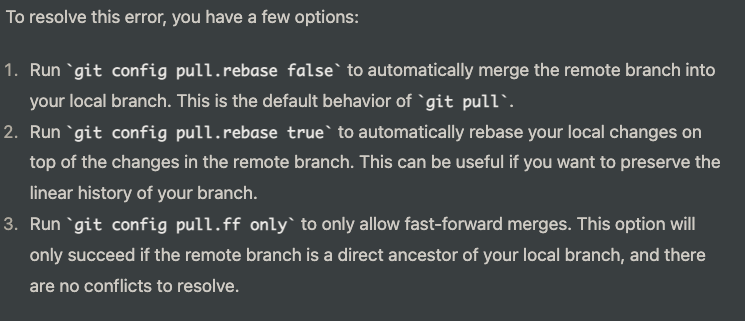 To resolve this error, you have a few options:
1. Run `git config pull.rebase false` to automatically merge the remote branch into
your local branch. This is the default behavior of `git pull`.
2. Run `git config pull.rebase true` to automatically rebase your local changes on
top of the changes in the remote branch. This can be useful if you want to preserve the
linear history of your branch.
3. Run `git config pull.ff only` to only allow fast-forward merges. This option will
only succeed if the remote branch is a direct ancestor of your local branch, and there
are no conflicts to resolve.